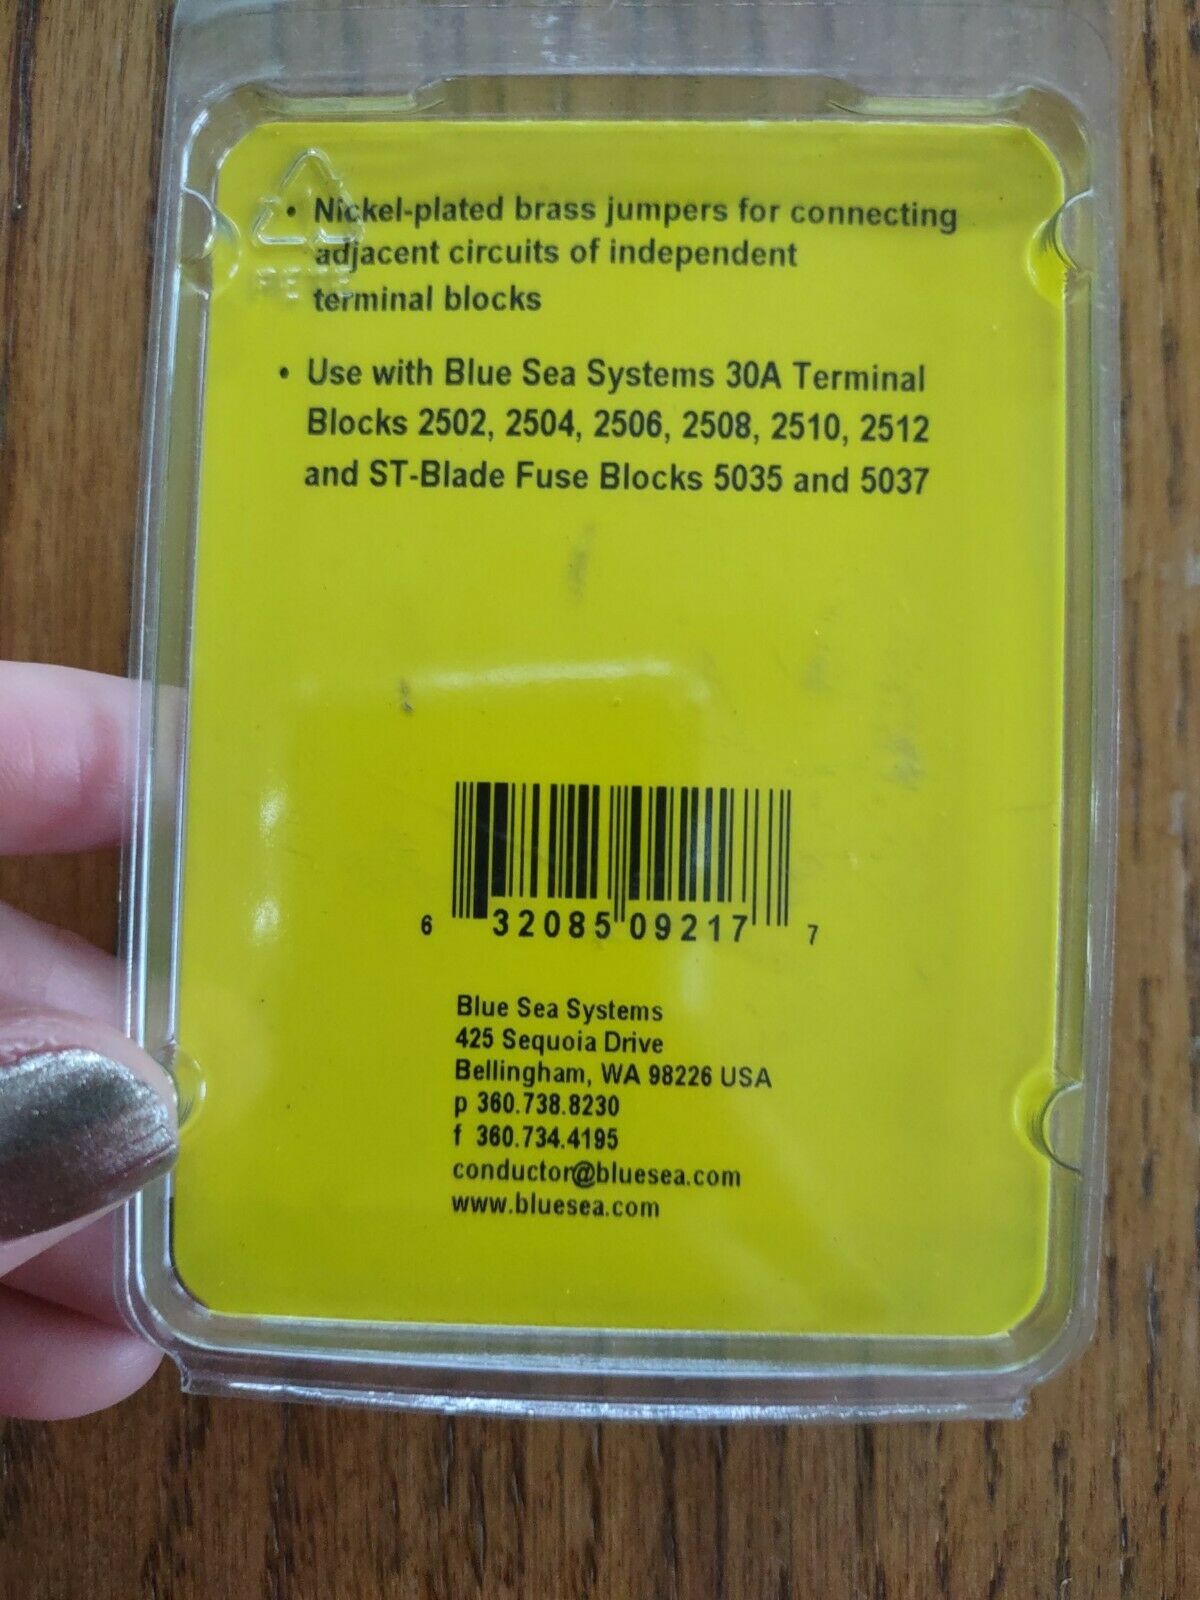 • Nickel-plated brass jumpers for connecting
adjacent circuits of independent
terminal blocks
• Use with Blue Sea Systems 30A Terminal
Blocks 2502, 2504, 2506, 2508, 2510, 2512
and ST-Blade Fuse Blocks 5035 and 5037
6 32085 09217 7
Blue Sea Systems
425 Sequoia Drive
Bellingham, WA 98226 USA
p 360.738.8230
f 360.734.4195
conductor@bluesea.com
www.bluesea.com